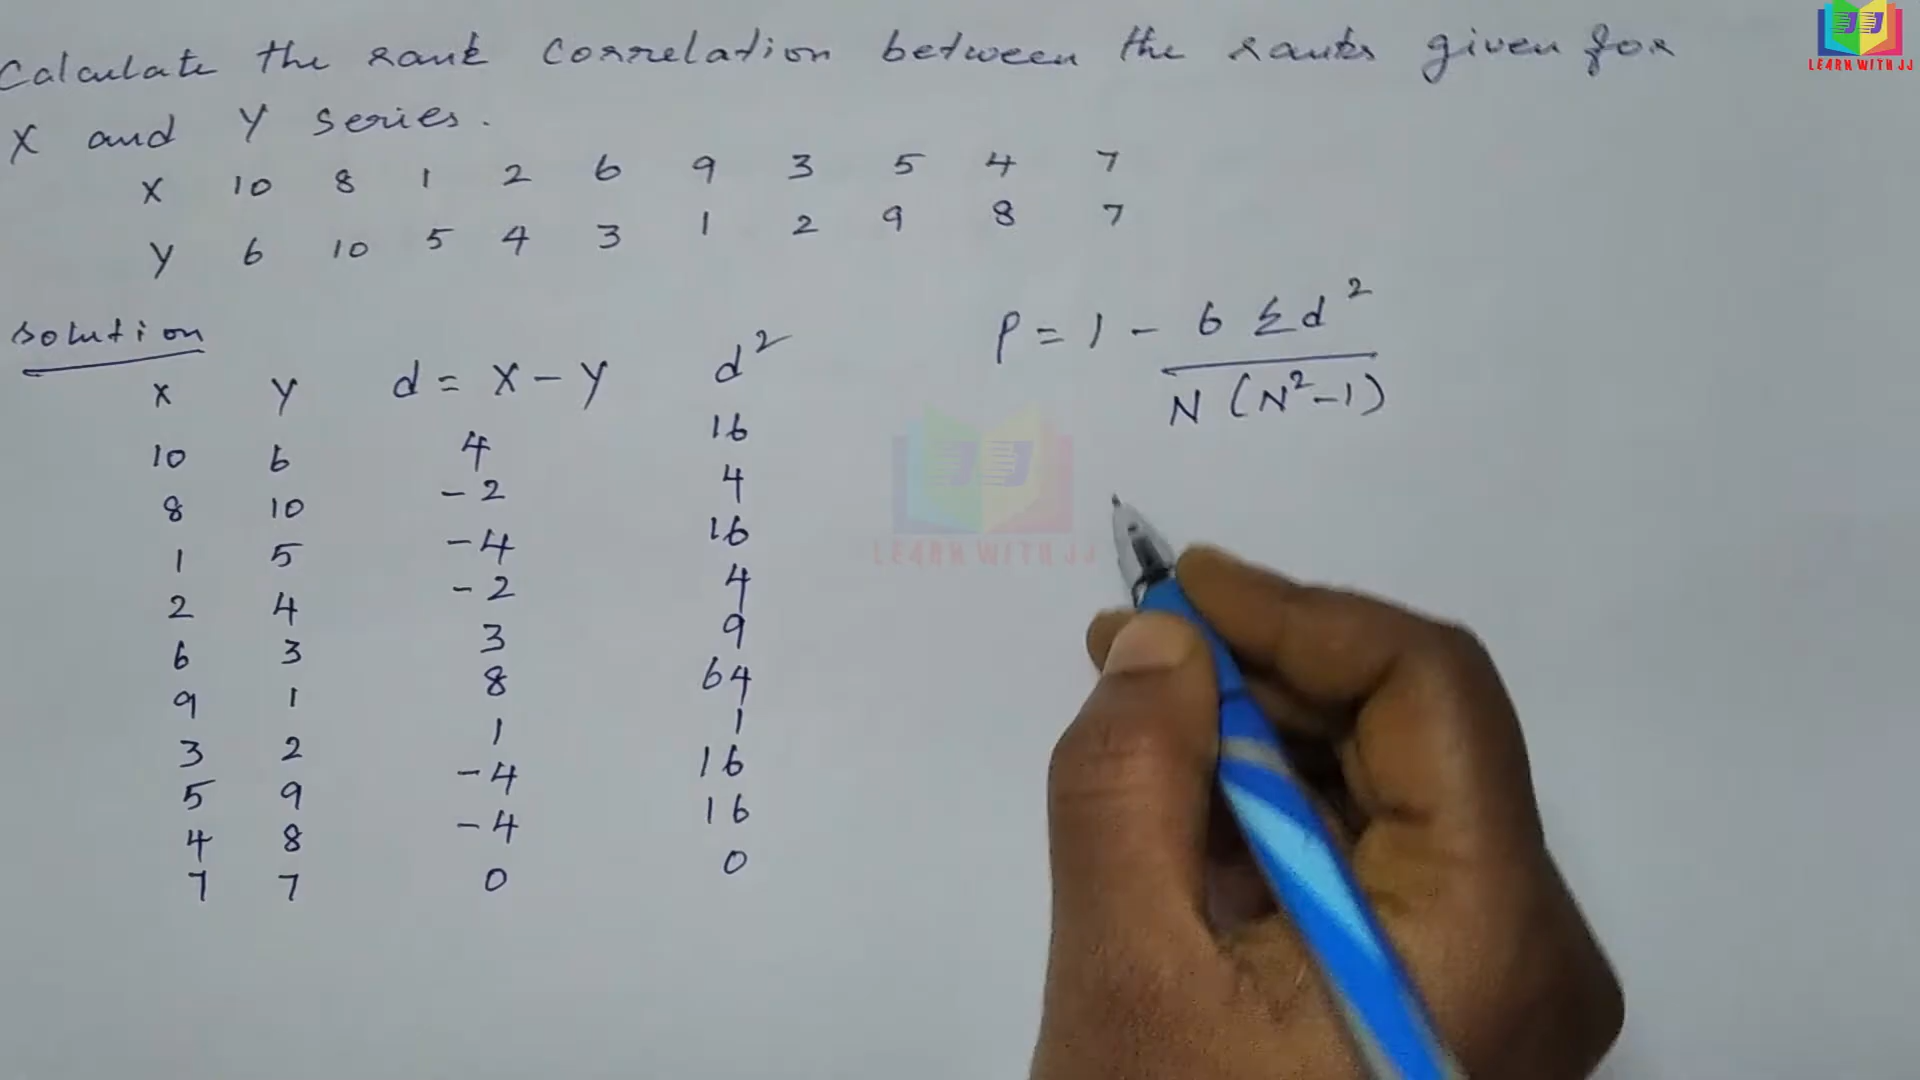 LEARN WITH JJ
Calculate the rank correlation between the ranks given for
X and Y series.
X 10 8 1 2 6 9 3 5 4 7
Y 6 10 5 4 3 1 2 9 8 7
solution
X Y d = X - Y d²
10 6 4 16
8 10 -2 4
1 5 -4 16
2 4 -2 4
6 3 3 9
9 1 8 64
3 2 1 1
5 9 -4 16
4 8 -4 16
7 7 0 0
ρ = 1 - 6 Σd²
N (N²-1)
LEARN WITH JJ